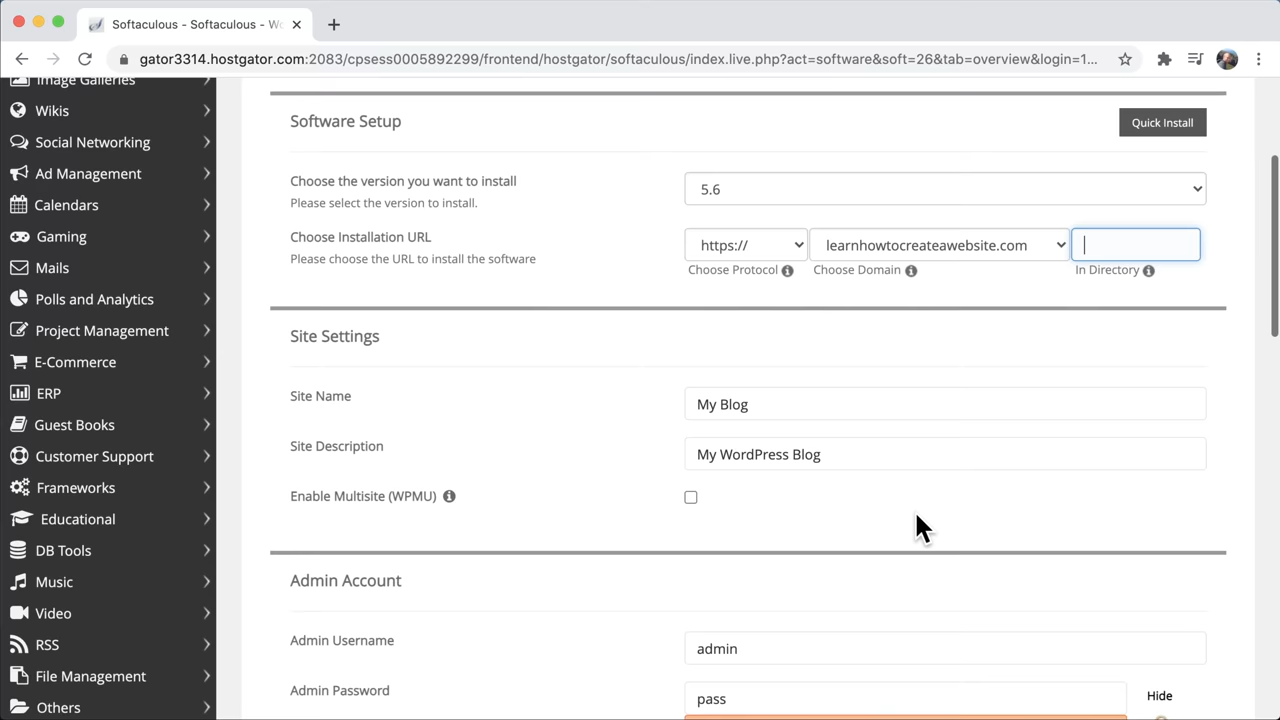 Softaculous - Softaculous - Wo
gator3314.hostgator.com:2083/cpsess0005892299/frontend/hostgator/softaculous/index.live.php?act=software&soft=26&tab=overview&login=1...
Image Galleries
Wikis
Social Networking
Ad Management
Calendars
Gaming
Mails
Polls and Analytics
Project Management
E-Commerce
ERP
Guest Books
Customer Support
Frameworks
Educational
DB Tools
Music
Video
RSS
File Management
Others
Software Setup
Quick Install
Choose the version you want to install
Please select the version to install.
5.6
Choose Installation URL
Please choose the URL to install the software
https://
learnhowtocreateawebsite.com
Choose Protocol
Choose Domain
In Directory
Site Settings
Site Name
My Blog
Site Description
My WordPress Blog
Enable Multisite (WPMU)
Admin Account
Admin Username
admin
Admin Password
pass
Hide